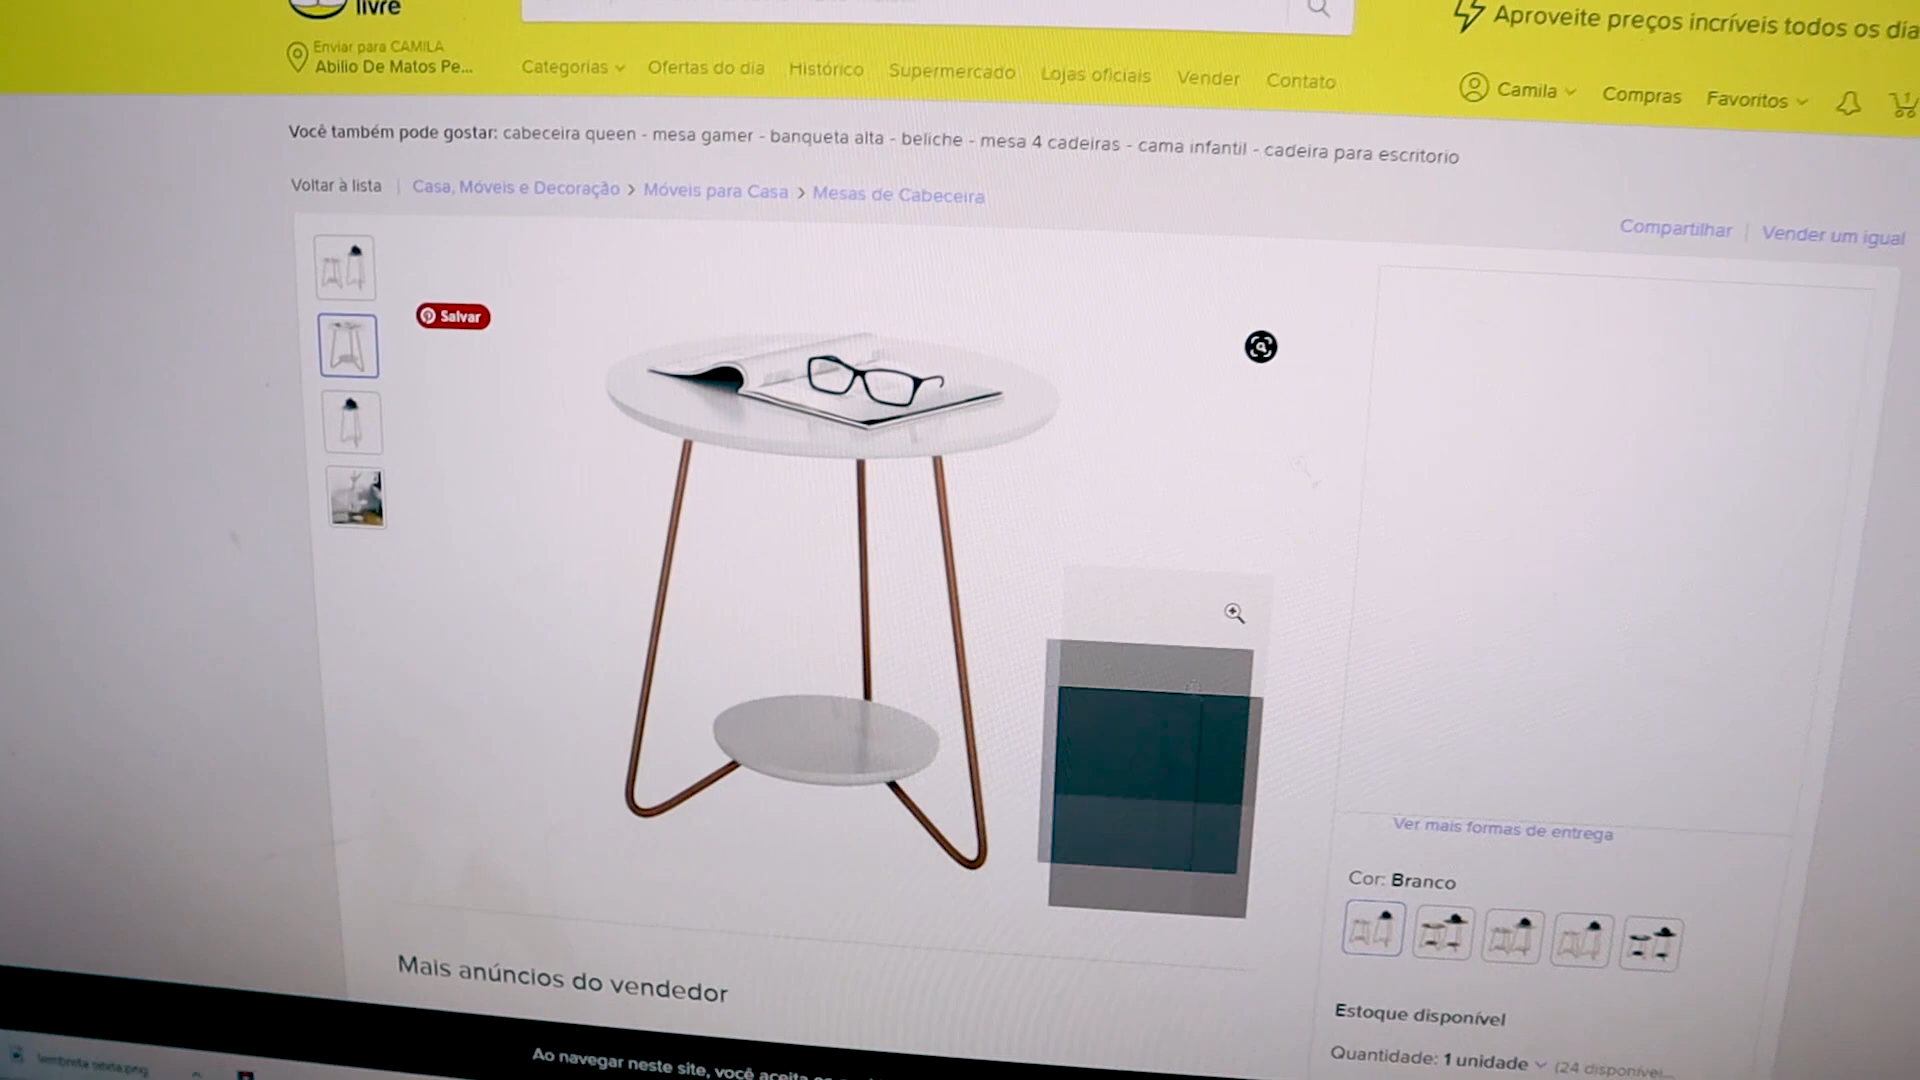 livre
Aproveite preços incríveis todos os dia
Enviar para CAMILA
Abilio De Matos Pe...
Categorias
Ofertas do dia
Histórico
Supermercado
Lojas oficiais
Vender
Contato
Camila
Compras
Favoritos
Você também pode gostar: cabeceira queen - mesa gamer - banqueta alta - beliche - mesa 4 cadeiras - cama infantil - cadeira para escritorio
Voltar à lista | Casa, Móveis e Decoração > Móveis para Casa > Mesas de Cabeceira
Compartilhar | Vender um igual
Salvar
Ver mais formas de entrega
Cor: Branco
Mais anúncios do vendedor
Estoque disponível
Quantidade: 1 unidade (24 disponívei...
Ao navegar neste site, você aceita os